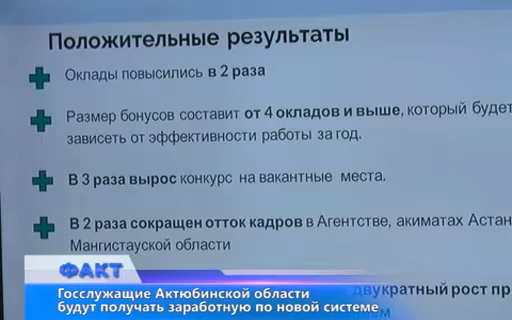 Положительные результаты
Оклады повысились в 2 раза
Размер бонусов составит от 4 окладов и выше, который будет
зависеть от эффективности работы за год.
В 3 раза вырос конкурс на вакантные места.
В 2 раза сокращен отток кадров в Агентстве, акиматах Астан
Мангистауской области
двукратный рост пр
ФАКТ
Госслужащие Актюбинской области
будут получать заработную по новой системе